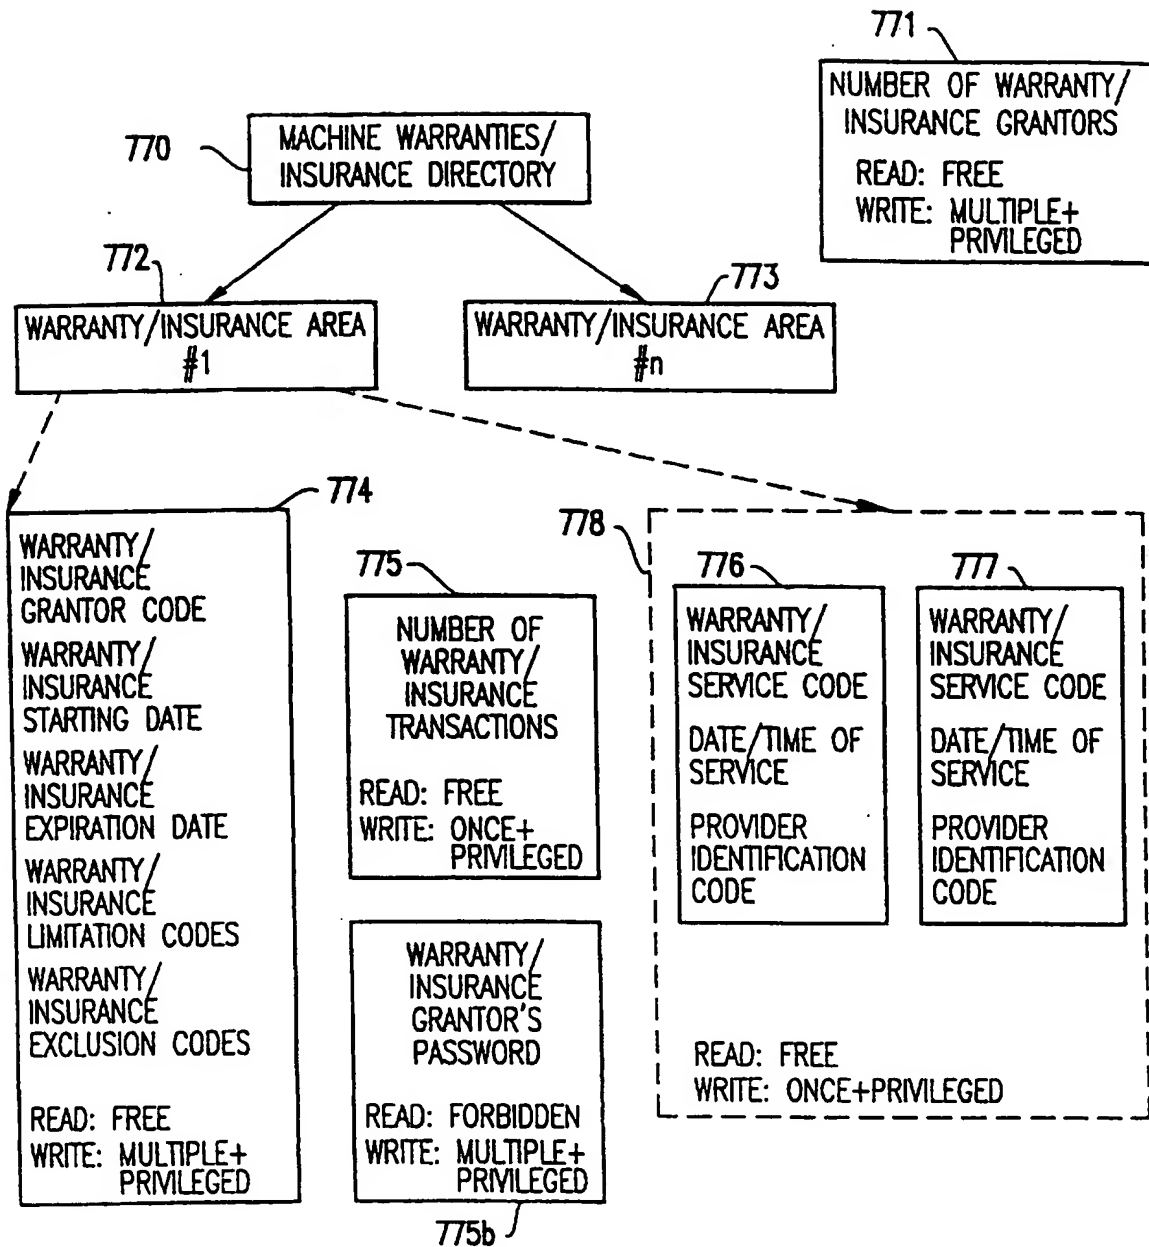 771
NUMBER OF WARRANTY/
INSURANCE GRANTORS
READ: FREE
WRITE: MULTIPLE+
PRIVILEGED
770
MACHINE WARRANTIES/
INSURANCE DIRECTORY
772
WARRANTY/INSURANCE AREA
#1
773
WARRANTY/INSURANCE AREA
#n
774
WARRANTY/
INSURANCE
GRANTOR CODE
WARRANTY/
INSURANCE
STARTING DATE
WARRANTY/
INSURANCE
EXPIRATION DATE
WARRANTY/
INSURANCE
LIMITATION CODES
WARRANTY/
INSURANCE
EXCLUSION CODES
READ: FREE
WRITE: MULTIPLE+
PRIVILEGED
775
NUMBER OF
WARRANTY/
INSURANCE
TRANSACTIONS
READ: FREE
WRITE: ONCE+
PRIVILEGED
WARRANTY/
INSURANCE
GRANTOR'S
PASSWORD
READ: FORBIDDEN
WRITE: MULTIPLE+
PRIVILEGED
775b
778
776
WARRANTY/
INSURANCE
SERVICE CODE
DATE/TIME OF
SERVICE
PROVIDER
IDENTIFICATION
CODE
777
WARRANTY/
INSURANCE
SERVICE CODE
DATE/TIME OF
SERVICE
PROVIDER
IDENTIFICATION
CODE
READ: FREE
WRITE: ONCE+PRIVILEGED